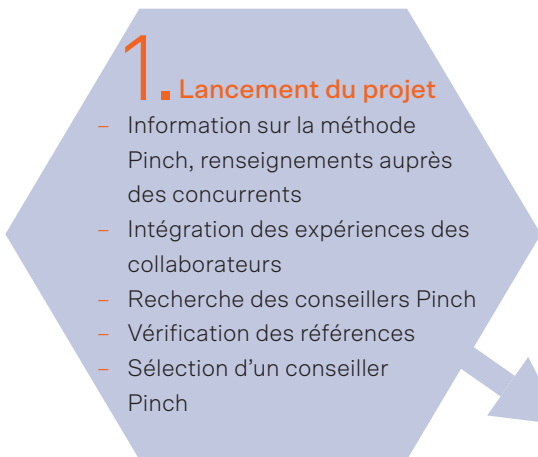 1. Lancement du projet
– Information sur la méthode
Pinch, renseignements auprès
des concurrents
– Intégration des expériences des
collaborateurs
– Recherche des conseillers Pinch
– Vérification des références
– Sélection d'un conseiller
Pinch